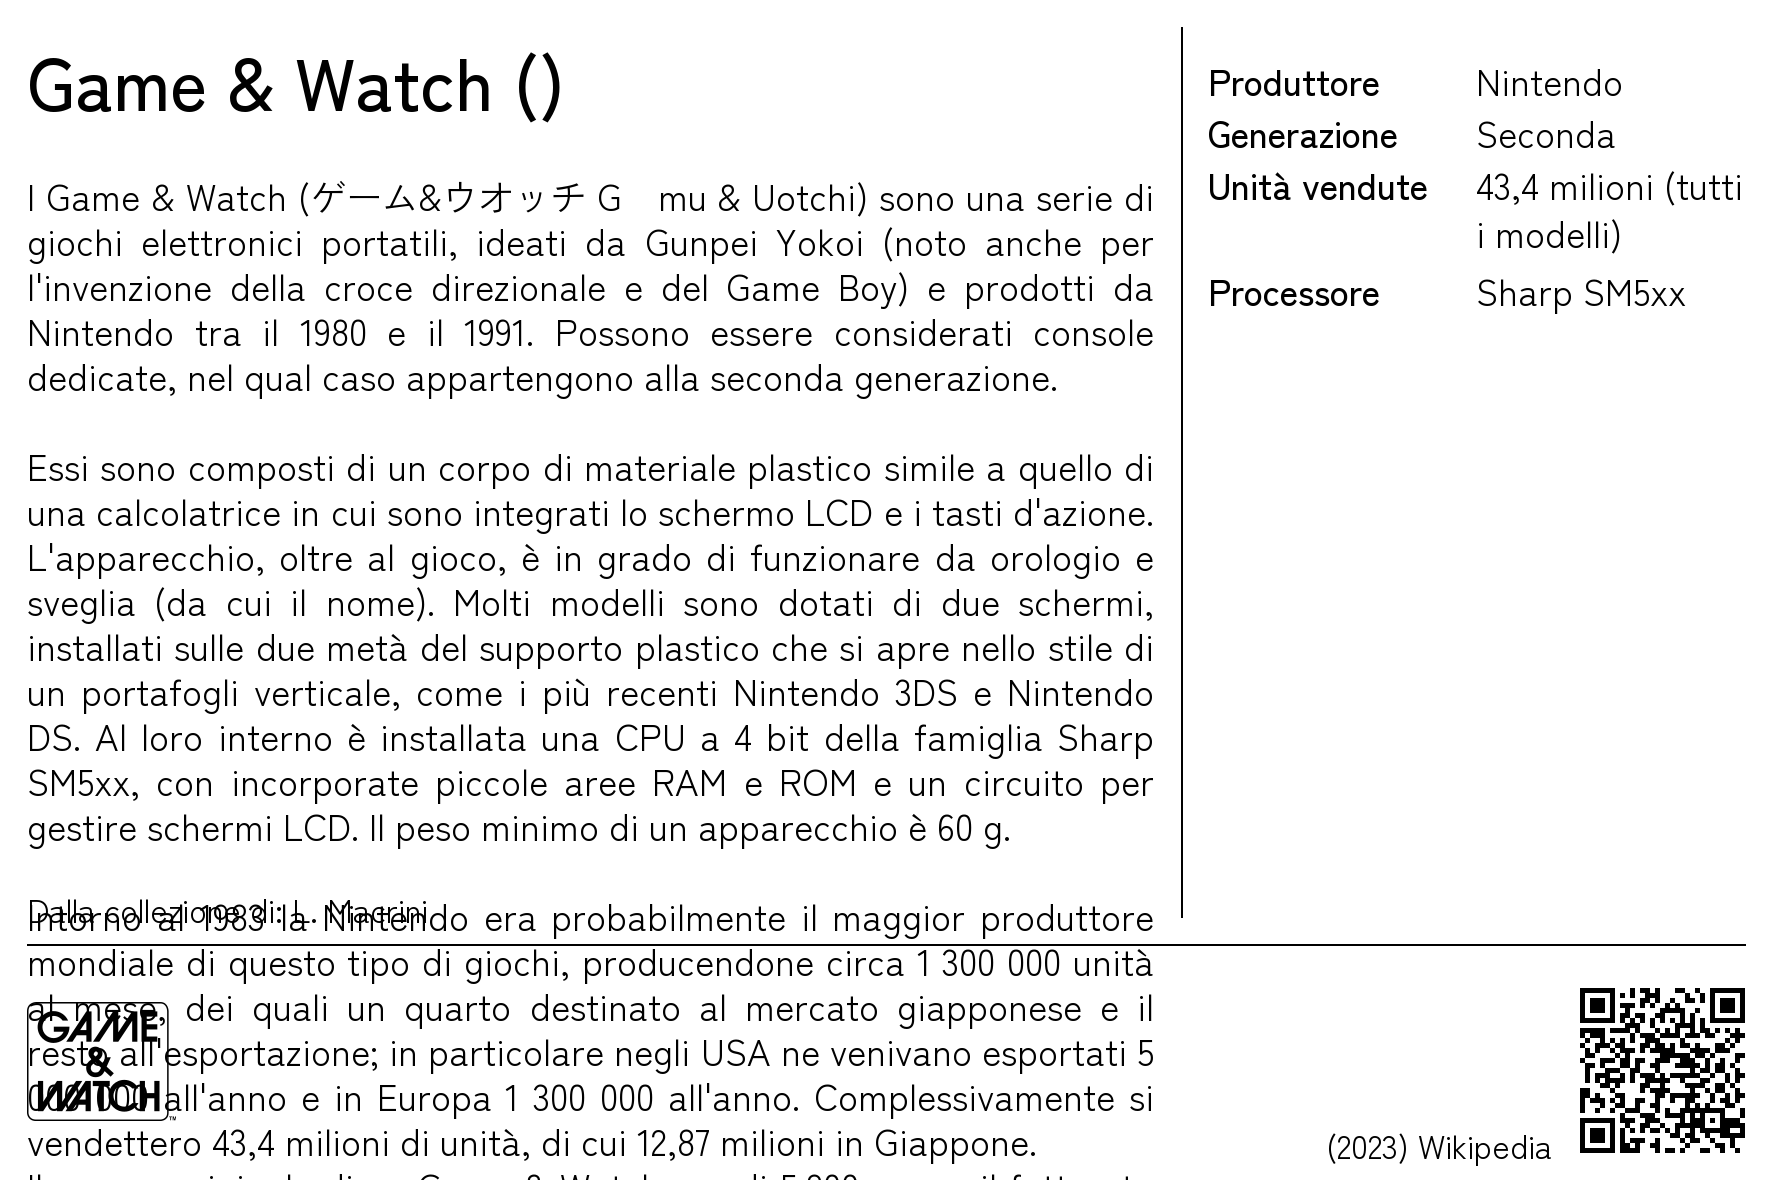 Game & Watch ()
I Game & Watch (ゲーム&ウオッチ G mu & Uotchi) sono una serie di
giochi elettronici portatili, ideati da Gunpei Yokoi (noto anche per
l'invenzione della croce direzionale e del Game Boy) e prodotti da
Nintendo tra il 1980 e il 1991. Possono essere considerati console
dedicate, nel qual caso appartengono alla seconda generazione.
Essi sono composti di un corpo di materiale plastico simile a quello di
una calcolatrice in cui sono integrati lo schermo LCD e i tasti d'azione.
L'apparecchio, oltre al gioco, è in grado di funzionare da orologio e
sveglia (da cui il nome). Molti modelli sono dotati di due schermi,
installati sulle due metà del supporto plastico che si apre nello stile di
un portafogli verticale, come i più recenti Nintendo 3DS e Nintendo
DS. Al loro interno è installata una CPU a 4 bit della famiglia Sharp
SM5xx, con incorporate piccole aree RAM e ROM e un circuito per
gestire schermi LCD. Il peso minimo di un apparecchio è 60 g.
Dalla collezione di: L. Macrini
Intorno al 1983 la Nintendo era probabilmente il maggior produttore
mondiale di questo tipo di giochi, producendone circa 1 300 000 unità
al mese, dei quali un quarto destinato al mercato giapponese e il
resto all'esportazione; in particolare negli USA ne venivano esportati 5
000 000 all'anno e in Europa 1 300 000 all'anno. Complessivamente si
vendettero 43,4 milioni di unità, di cui 12,87 milioni in Giappone.
GAME
&
WATCH™
Produttore Nintendo
Generazione Seconda
Unità vendute 43,4 milioni (tutti
i modelli)
Processore Sharp SM5xx
(2023) Wikipedia